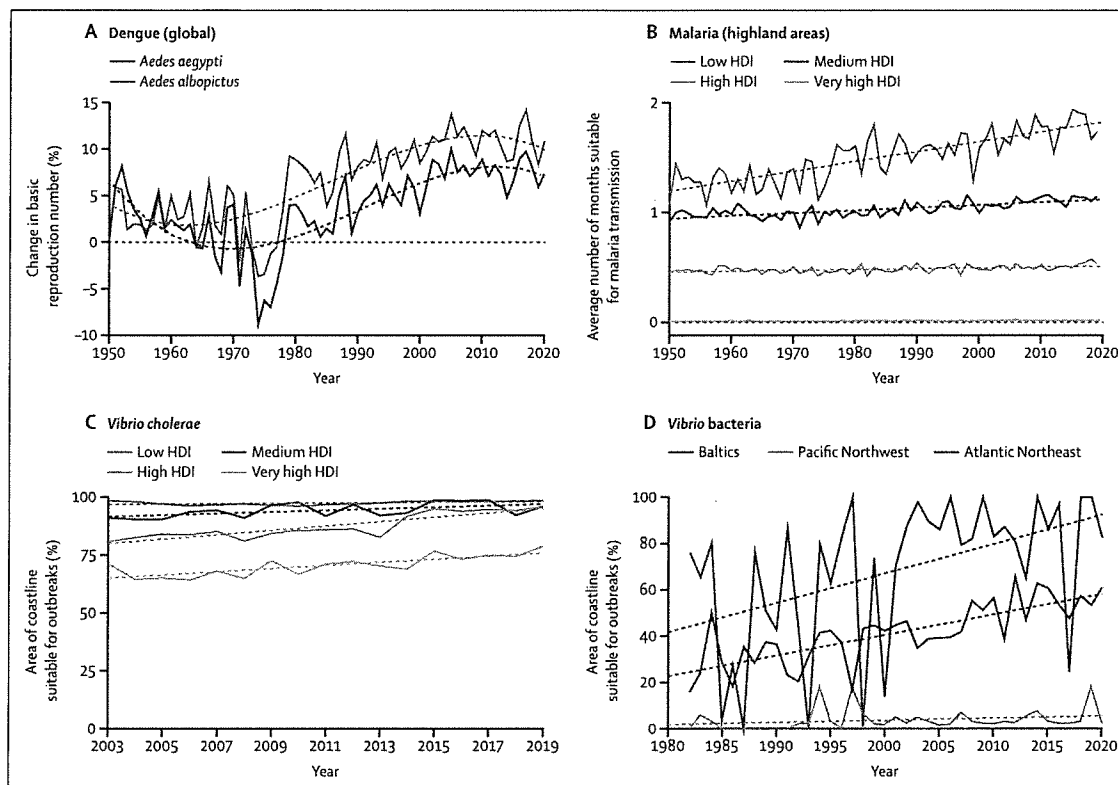 A Dengue (global)
Aedes aegypti
Aedes albopictus
Change in basic
reproduction number (%)
15
10
5
0
–5
–10
1950 1960 1970 1980 1990 2000 2010 2020
Year
B Malaria (highland areas)
Low HDI Medium HDI
High HDI Very high HDI
Average number of months suitable
for malaria transmission
2
1
0
1950 1960 1970 1980 1990 2000 2010 2020
Year
C Vibrio cholerae
Low HDI Medium HDI
High HDI Very high HDI
Area of coastline
suitable for outbreaks (%)
100
75
50
25
0
2003 2005 2007 2009 2011 2013 2015 2017 2019
Year
D Vibrio bacteria
Baltics Pacific Northwest Atlantic Northeast
Area of coastline
suitable for outbreaks (%)
100
80
60
40
20
0
1980 1985 1990 1995 2000 2005 2010 2015 2020
Year